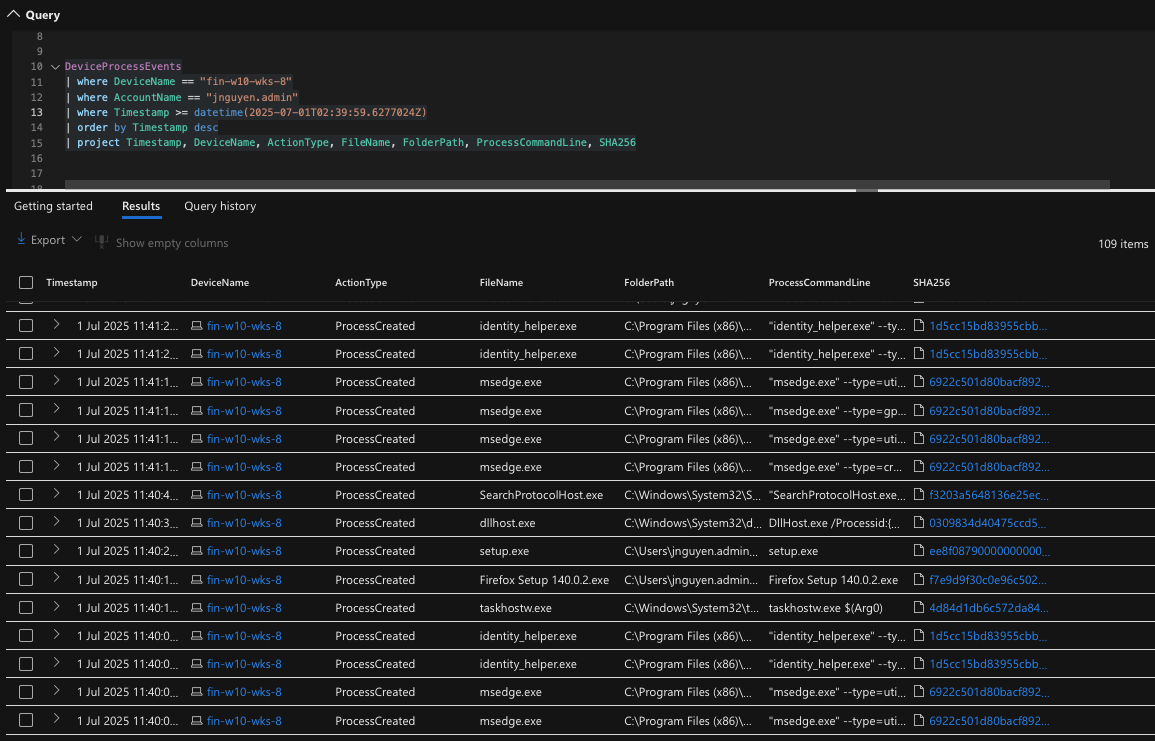 Query
8
9
10 DeviceProcessEvents
11 | where DeviceName == "fin-w10-wks-8"
12 | where AccountName == "jnguyen.admin"
13 | where Timestamp >= datetime(2025-07-01T02:39:59.6277024Z)
14 | order by Timestamp desc
15 | project Timestamp, DeviceName, ActionType, FileName, FolderPath, ProcessCommandLine, SHA256
16
17
18
Getting started Results Query history
Export Show empty columns 109 items
Timestamp DeviceName ActionType FileName FolderPath ProcessCommandLine SHA256
1 Jul 2025 11:41:2... fin-w10-wks-8 ProcessCreated identity_helper.exe C:\Program Files (x86)\... "identity_helper.exe" --ty... 1d5cc15bd83955cbb...
1 Jul 2025 11:41:2... fin-w10-wks-8 ProcessCreated identity_helper.exe C:\Program Files (x86)\... "identity_helper.exe" --ty... 1d5cc15bd83955cbb...
1 Jul 2025 11:41:1... fin-w10-wks-8 ProcessCreated msedge.exe C:\Program Files (x86)\... "msedge.exe" --type=uti... 6922c501d80bacf892...
1 Jul 2025 11:41:1... fin-w10-wks-8 ProcessCreated msedge.exe C:\Program Files (x86)\... "msedge.exe" --type=gp... 6922c501d80bacf892...
1 Jul 2025 11:41:1... fin-w10-wks-8 ProcessCreated msedge.exe C:\Program Files (x86)\... "msedge.exe" --type=uti... 6922c501d80bacf892...
1 Jul 2025 11:41:1... fin-w10-wks-8 ProcessCreated msedge.exe C:\Program Files (x86)\... "msedge.exe" --type=cr... 6922c501d80bacf892...
1 Jul 2025 11:40:4... fin-w10-wks-8 ProcessCreated SearchProtocolHost.exe C:\Windows\System32\S... "SearchProtocolHost.exe... f3203a5648136e25ec...
1 Jul 2025 11:40:3... fin-w10-wks-8 ProcessCreated dllhost.exe C:\Windows\System32\d... DllHost.exe /Processid:{... 0309834d40475ccd5...
1 Jul 2025 11:40:2... fin-w10-wks-8 ProcessCreated setup.exe C:\Users\jnguyen.admin... setup.exe ee8f08790000000000...
1 Jul 2025 11:40:1... fin-w10-wks-8 ProcessCreated Firefox Setup 140.0.2.exe C:\Users\jnguyen.admin... Firefox Setup 140.0.2.exe f7e9d9f30c0e96c502...
1 Jul 2025 11:40:1... fin-w10-wks-8 ProcessCreated taskhostw.exe C:\Windows\System32\t... taskhostw.exe $(Arg0) 4d84d1db6c572da84...
1 Jul 2025 11:40:0... fin-w10-wks-8 ProcessCreated identity_helper.exe C:\Program Files (x86)\... "identity_helper.exe" --ty... 1d5cc15bd83955cbb...
1 Jul 2025 11:40:0... fin-w10-wks-8 ProcessCreated identity_helper.exe C:\Program Files (x86)\... "identity_helper.exe" --ty... 1d5cc15bd83955cbb...
1 Jul 2025 11:40:0... fin-w10-wks-8 ProcessCreated msedge.exe C:\Program Files (x86)\... "msedge.exe" --type=uti... 6922c501d80bacf892...
1 Jul 2025 11:40:0... fin-w10-wks-8 ProcessCreated msedge.exe C:\Program Files (x86)\... "msedge.exe" --type=uti... 6922c501d80bacf892...